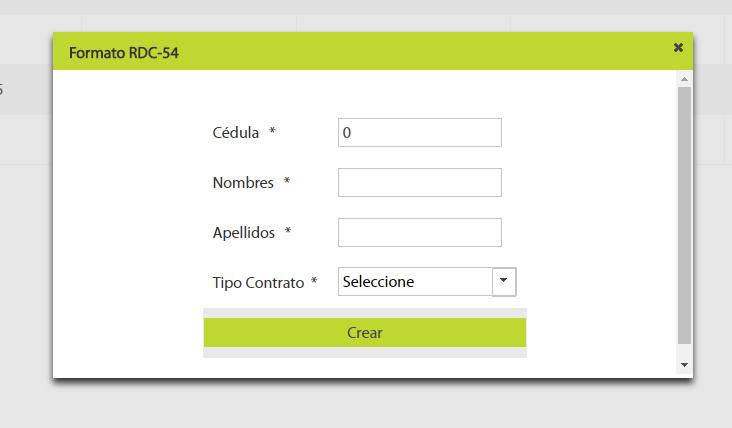 Formato RDC-54
Cédula *
0
Nombres *
Apellidos *
Tipo Contrato *
Seleccione
Crear